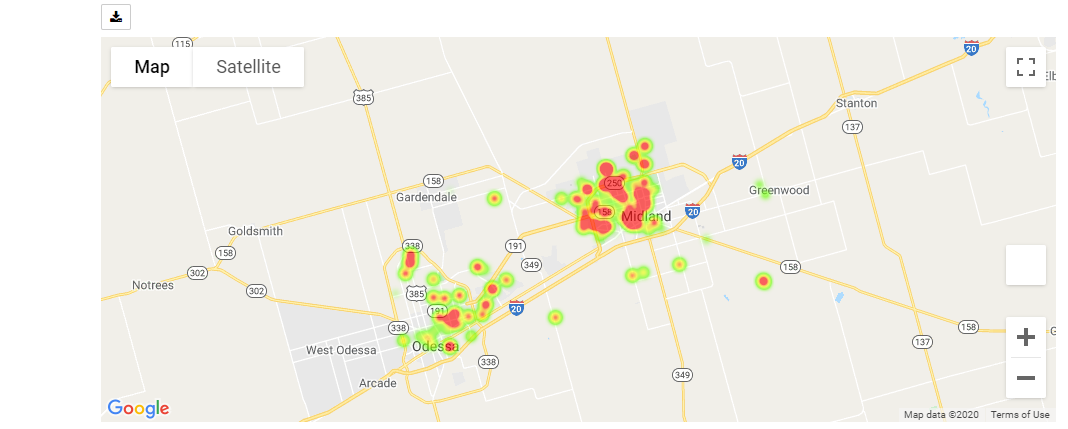 115
Map
Satellite
20
385
Stanton
137
20
158
250
Greenwood
Gardendale
158
20
Midland
Goldsmith
338
191
158
349
158
302
Notrees
302
385
191
20
338
158
137
West Odessa
Odessa
338
349
Arcade
Google
Map data ©2020
Terms of Use